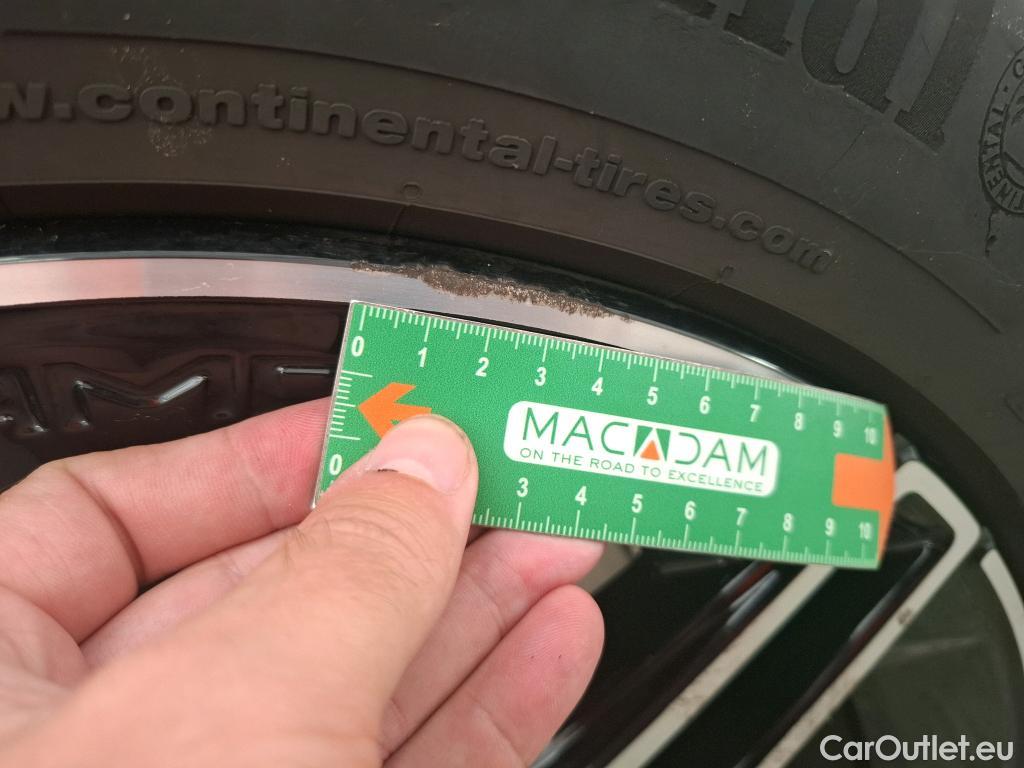 w.continental-tires.com
0 1 2 3 4 5 6 7 8 9 10
MACADAM
ON THE ROAD TO EXCELLENCE
0 3 4 5 6 7 8 9 10
CarOutlet.eu